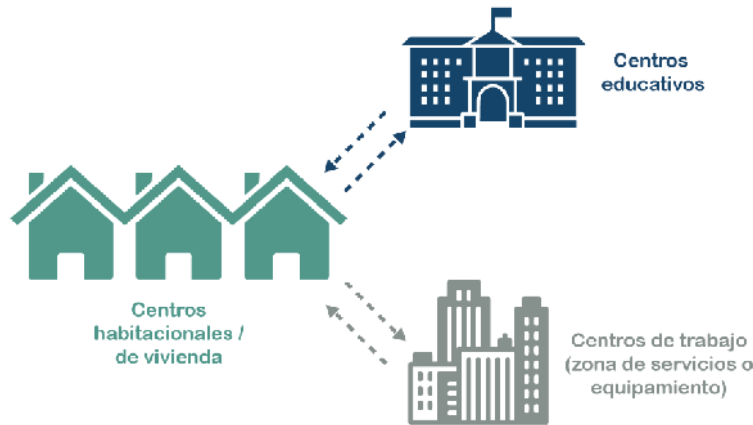 Centros
educativos
Centros
habitacionales /
de vivienda
Centros de trabajo
(zona de servicios o
equipamiento)